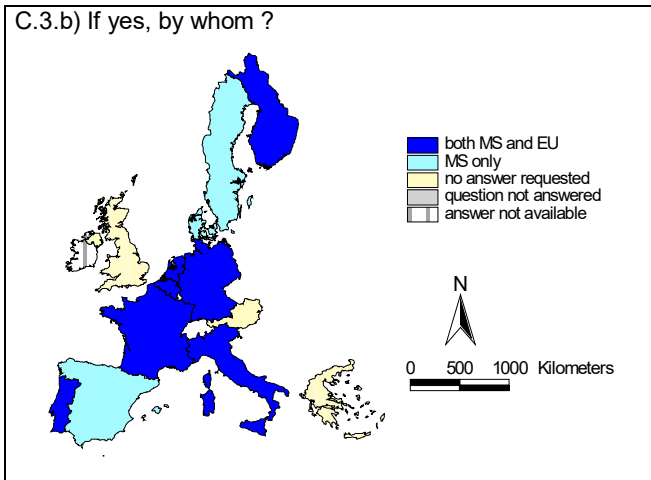 C.3.b) If yes, by whom ?
both MS and EU
MS only
no answer requested
question not answered
answer not available
N
0 500 1000 Kilometers